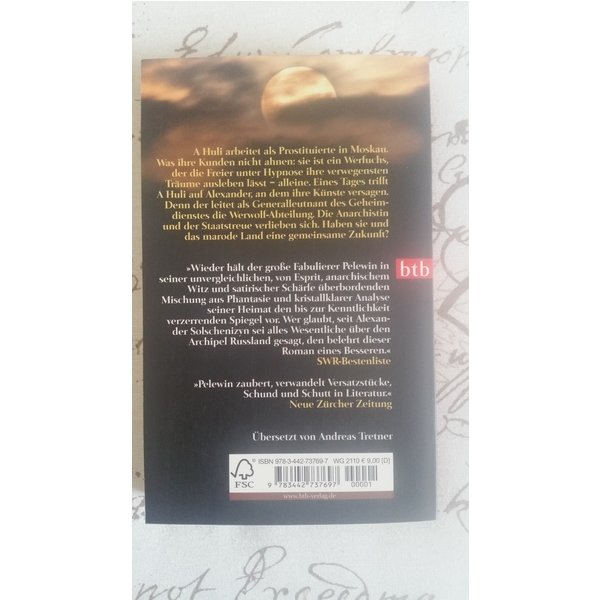 A Huli arbeitet als Prostituierte in Moskau.
Was ihre Kunden nicht ahnen: sie ist ein Werfuchs,
der die Freier unter Hypnose ihre verwegensten
Träume ausleben lässt – alleine. Eines Tages trifft
A Huli auf Alexander, an dem ihre Künste versagen.
Denn der leitet als Generalleutnant des Geheim-
dienstes die Werwolf-Abteilung. Die Anarchistin
und der Staatstreue verlieben sich. Haben sie und
das marode Land eine gemeinsame Zukunft?
btb
»Wieder hält der große Fabulierer Pelewin in
seiner unvergleichlichen, von Esprit, anarchischem
Witz und satirischer Schärfe überbordenden
Mischung aus Phantasie und kristallklarer Analyse
seiner Heimat den bis zur Kenntlichkeit
verzerrenden Spiegel vor. Wer glaubt, seit Alexan-
der Solschenizyn sei alles Wesentliche über den
Archipel Russland gesagt, den belehrt dieser
Roman eines Besseren.«
SWR-Bestenliste
»Pelewin zaubert, verwandelt Versatzstücke,
Schund und Schutt in Literatur.«
Neue Zürcher Zeitung
Übersetzt von Andreas Tretner
® ISBN 978-3-442-73769-7 WG 2110 € 9,00 [D]
FSC
9 783442 737697 00001
www.btb-verlag.de
not